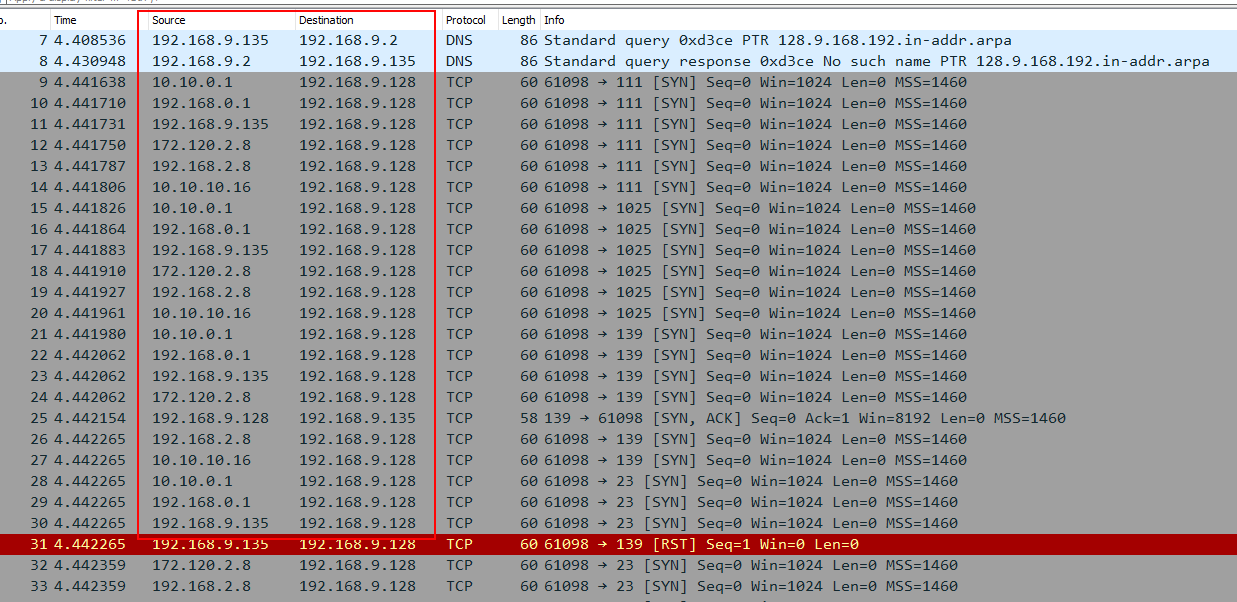 o. Time Source Destination Protocol Length Info
7 4.408536 192.168.9.135 192.168.9.2 DNS 86 Standard query 0xd3ce PTR 128.9.168.192.in-addr.arpa
8 4.430948 192.168.9.2 192.168.9.135 DNS 86 Standard query response 0xd3ce No such name PTR 128.9.168.192.in-addr.arpa
9 4.441638 10.10.0.1 192.168.9.128 TCP 60 61098 → 111 [SYN] Seq=0 Win=1024 Len=0 MSS=1460
10 4.441710 192.168.0.1 192.168.9.128 TCP 60 61098 → 111 [SYN] Seq=0 Win=1024 Len=0 MSS=1460
11 4.441731 192.168.9.135 192.168.9.128 TCP 60 61098 → 111 [SYN] Seq=0 Win=1024 Len=0 MSS=1460
12 4.441750 172.120.2.8 192.168.9.128 TCP 60 61098 → 111 [SYN] Seq=0 Win=1024 Len=0 MSS=1460
13 4.441787 192.168.2.8 192.168.9.128 TCP 60 61098 → 111 [SYN] Seq=0 Win=1024 Len=0 MSS=1460
14 4.441806 10.10.10.16 192.168.9.128 TCP 60 61098 → 111 [SYN] Seq=0 Win=1024 Len=0 MSS=1460
15 4.441826 10.10.0.1 192.168.9.128 TCP 60 61098 → 1025 [SYN] Seq=0 Win=1024 Len=0 MSS=1460
16 4.441864 192.168.0.1 192.168.9.128 TCP 60 61098 → 1025 [SYN] Seq=0 Win=1024 Len=0 MSS=1460
17 4.441883 192.168.9.135 192.168.9.128 TCP 60 61098 → 1025 [SYN] Seq=0 Win=1024 Len=0 MSS=1460
18 4.441910 172.120.2.8 192.168.9.128 TCP 60 61098 → 1025 [SYN] Seq=0 Win=1024 Len=0 MSS=1460
19 4.441927 192.168.2.8 192.168.9.128 TCP 60 61098 → 1025 [SYN] Seq=0 Win=1024 Len=0 MSS=1460
20 4.441961 10.10.10.16 192.168.9.128 TCP 60 61098 → 1025 [SYN] Seq=0 Win=1024 Len=0 MSS=1460
21 4.441980 10.10.0.1 192.168.9.128 TCP 60 61098 → 139 [SYN] Seq=0 Win=1024 Len=0 MSS=1460
22 4.442062 192.168.0.1 192.168.9.128 TCP 60 61098 → 139 [SYN] Seq=0 Win=1024 Len=0 MSS=1460
23 4.442062 192.168.9.135 192.168.9.128 TCP 60 61098 → 139 [SYN] Seq=0 Win=1024 Len=0 MSS=1460
24 4.442062 172.120.2.8 192.168.9.128 TCP 60 61098 → 139 [SYN] Seq=0 Win=1024 Len=0 MSS=1460
25 4.442154 192.168.9.128 192.168.9.135 TCP 58 139 → 61098 [SYN, ACK] Seq=0 Ack=1 Win=8192 Len=0 MSS=1460
26 4.442265 192.168.2.8 192.168.9.128 TCP 60 61098 → 139 [SYN] Seq=0 Win=1024 Len=0 MSS=1460
27 4.442265 10.10.10.16 192.168.9.128 TCP 60 61098 → 139 [SYN] Seq=0 Win=1024 Len=0 MSS=1460
28 4.442265 10.10.0.1 192.168.9.128 TCP 60 61098 → 23 [SYN] Seq=0 Win=1024 Len=0 MSS=1460
29 4.442265 192.168.0.1 192.168.9.128 TCP 60 61098 → 23 [SYN] Seq=0 Win=1024 Len=0 MSS=1460
30 4.442265 192.168.9.135 192.168.9.128 TCP 60 61098 → 23 [SYN] Seq=0 Win=1024 Len=0 MSS=1460
31 4.442265 192.168.9.135 192.168.9.128 TCP 60 61098 → 139 [RST] Seq=1 Win=0 Len=0
32 4.442359 172.120.2.8 192.168.9.128 TCP 60 61098 → 23 [SYN] Seq=0 Win=1024 Len=0 MSS=1460
33 4.442359 192.168.2.8 192.168.9.128 TCP 60 61098 → 23 [SYN] Seq=0 Win=1024 Len=0 MSS=1460